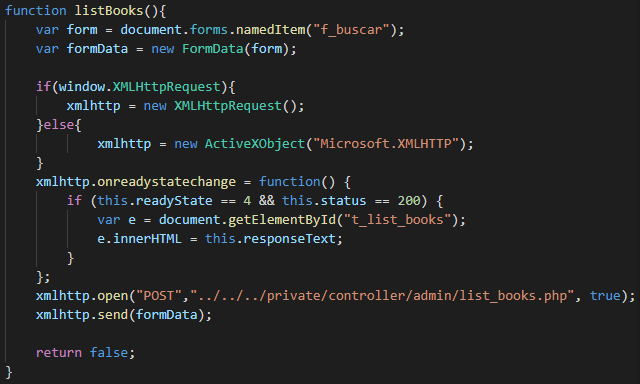 function listBooks(){
    var form = document.forms.namedItem("f_buscar");
    var formData = new FormData(form);

    if(window.XMLHttpRequest){
        xmlhttp = new XMLHttpRequest();
    }else{
            xmlhttp = new ActiveXObject("Microsoft.XMLHTTP");
    }
    xmlhttp.onreadystatechange = function() {
        if (this.readyState == 4 && this.status == 200) {
            var e = document.getElementById("t_list_books");
            e.innerHTML = this.responseText;
        }
    };
    xmlhttp.open("POST","../../../private/controller/admin/list_books.php", true);
    xmlhttp.send(formData);

    return false;
}